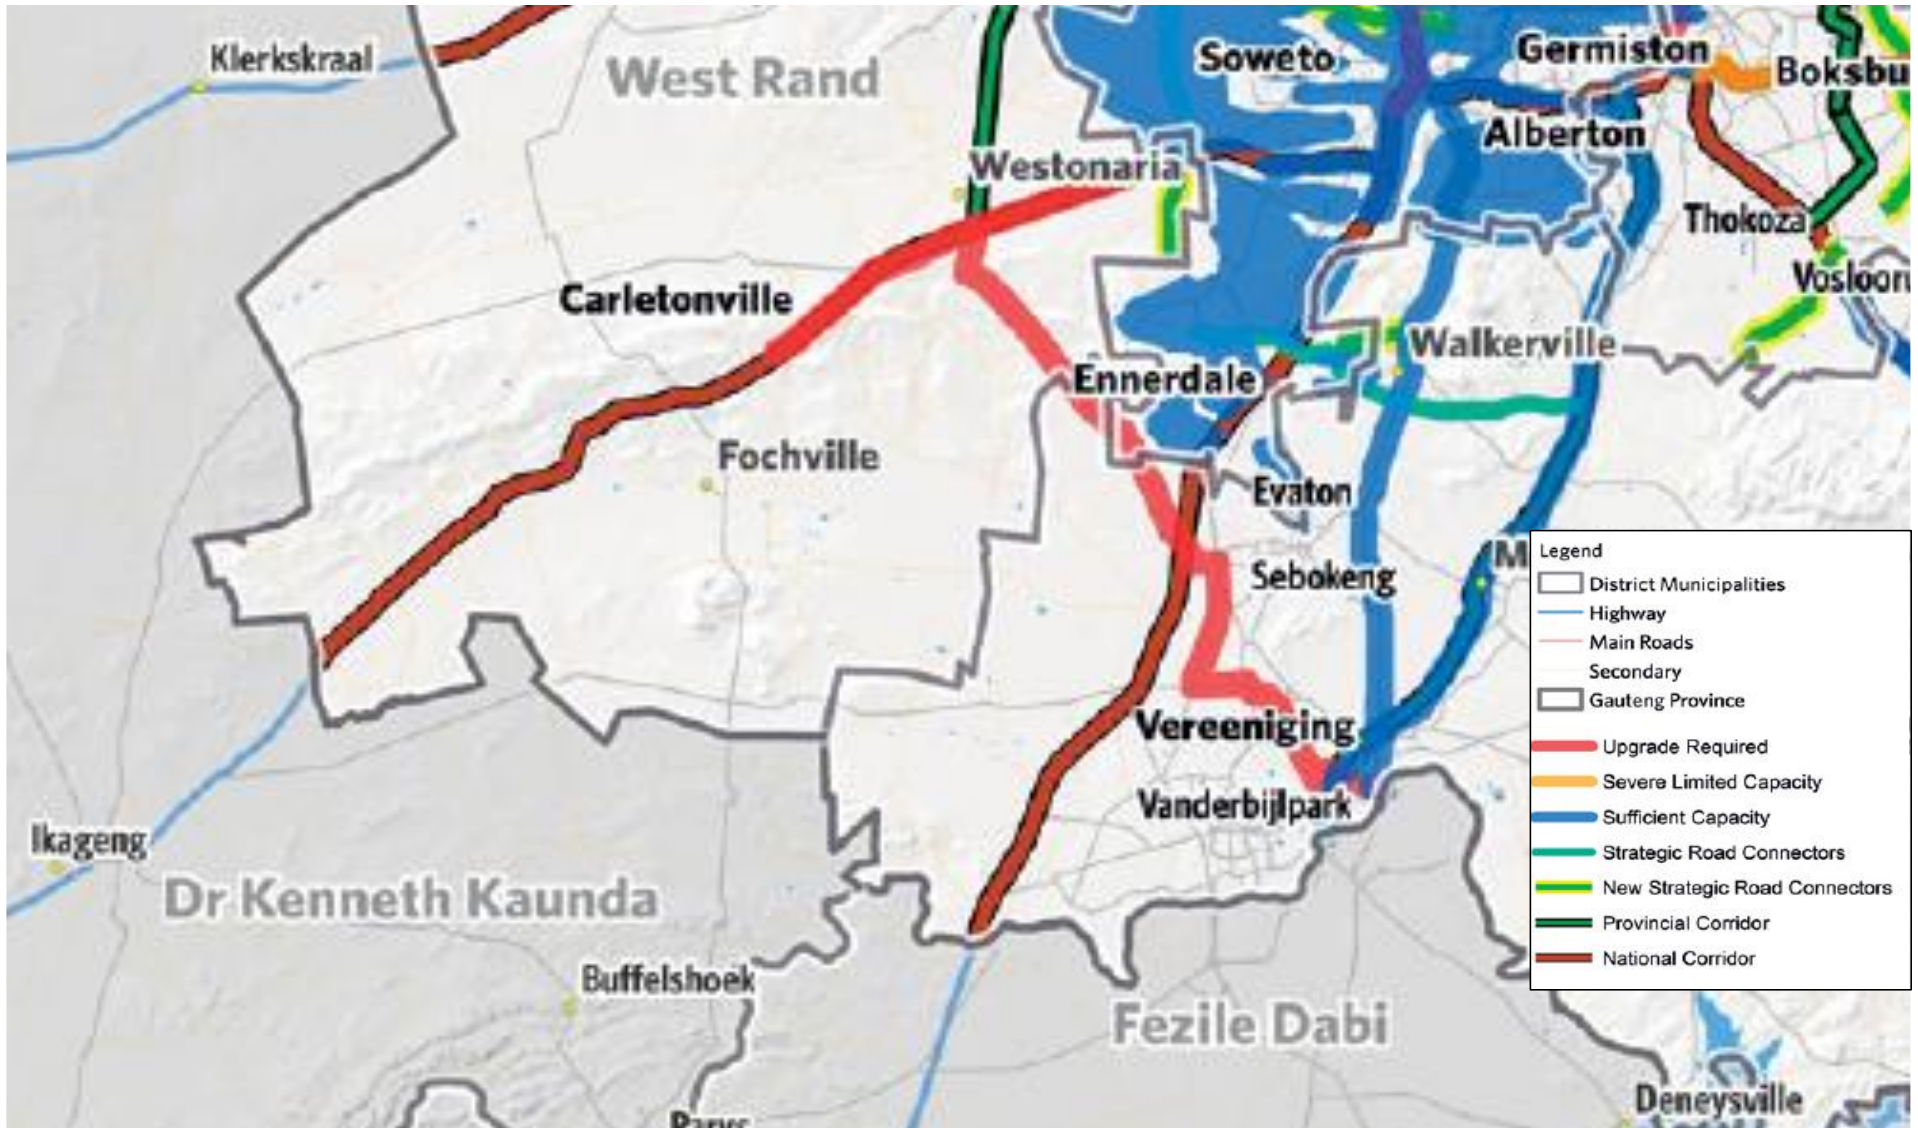 Klerkskraal
West Rand
Soweto
Germiston
Boksbu
Alberton
Westonaria
Thokoza
Vosloor
Carletonville
Walkerville
Ennerdale
Fochville
Evaton
Sebokeng
M
Vereeniging
Vanderbijlpark
Ikageng
Dr Kenneth Kaunda
Buffelshoek
Fezile Dabi
Deneysville
Parys
Legend
District Municipalities
Highway
Main Roads
Secondary
Gauteng Province
Upgrade Required
Severe Limited Capacity
Sufficient Capacity
Strategic Road Connectors
New Strategic Road Connectors
Provincial Corridor
National Corridor